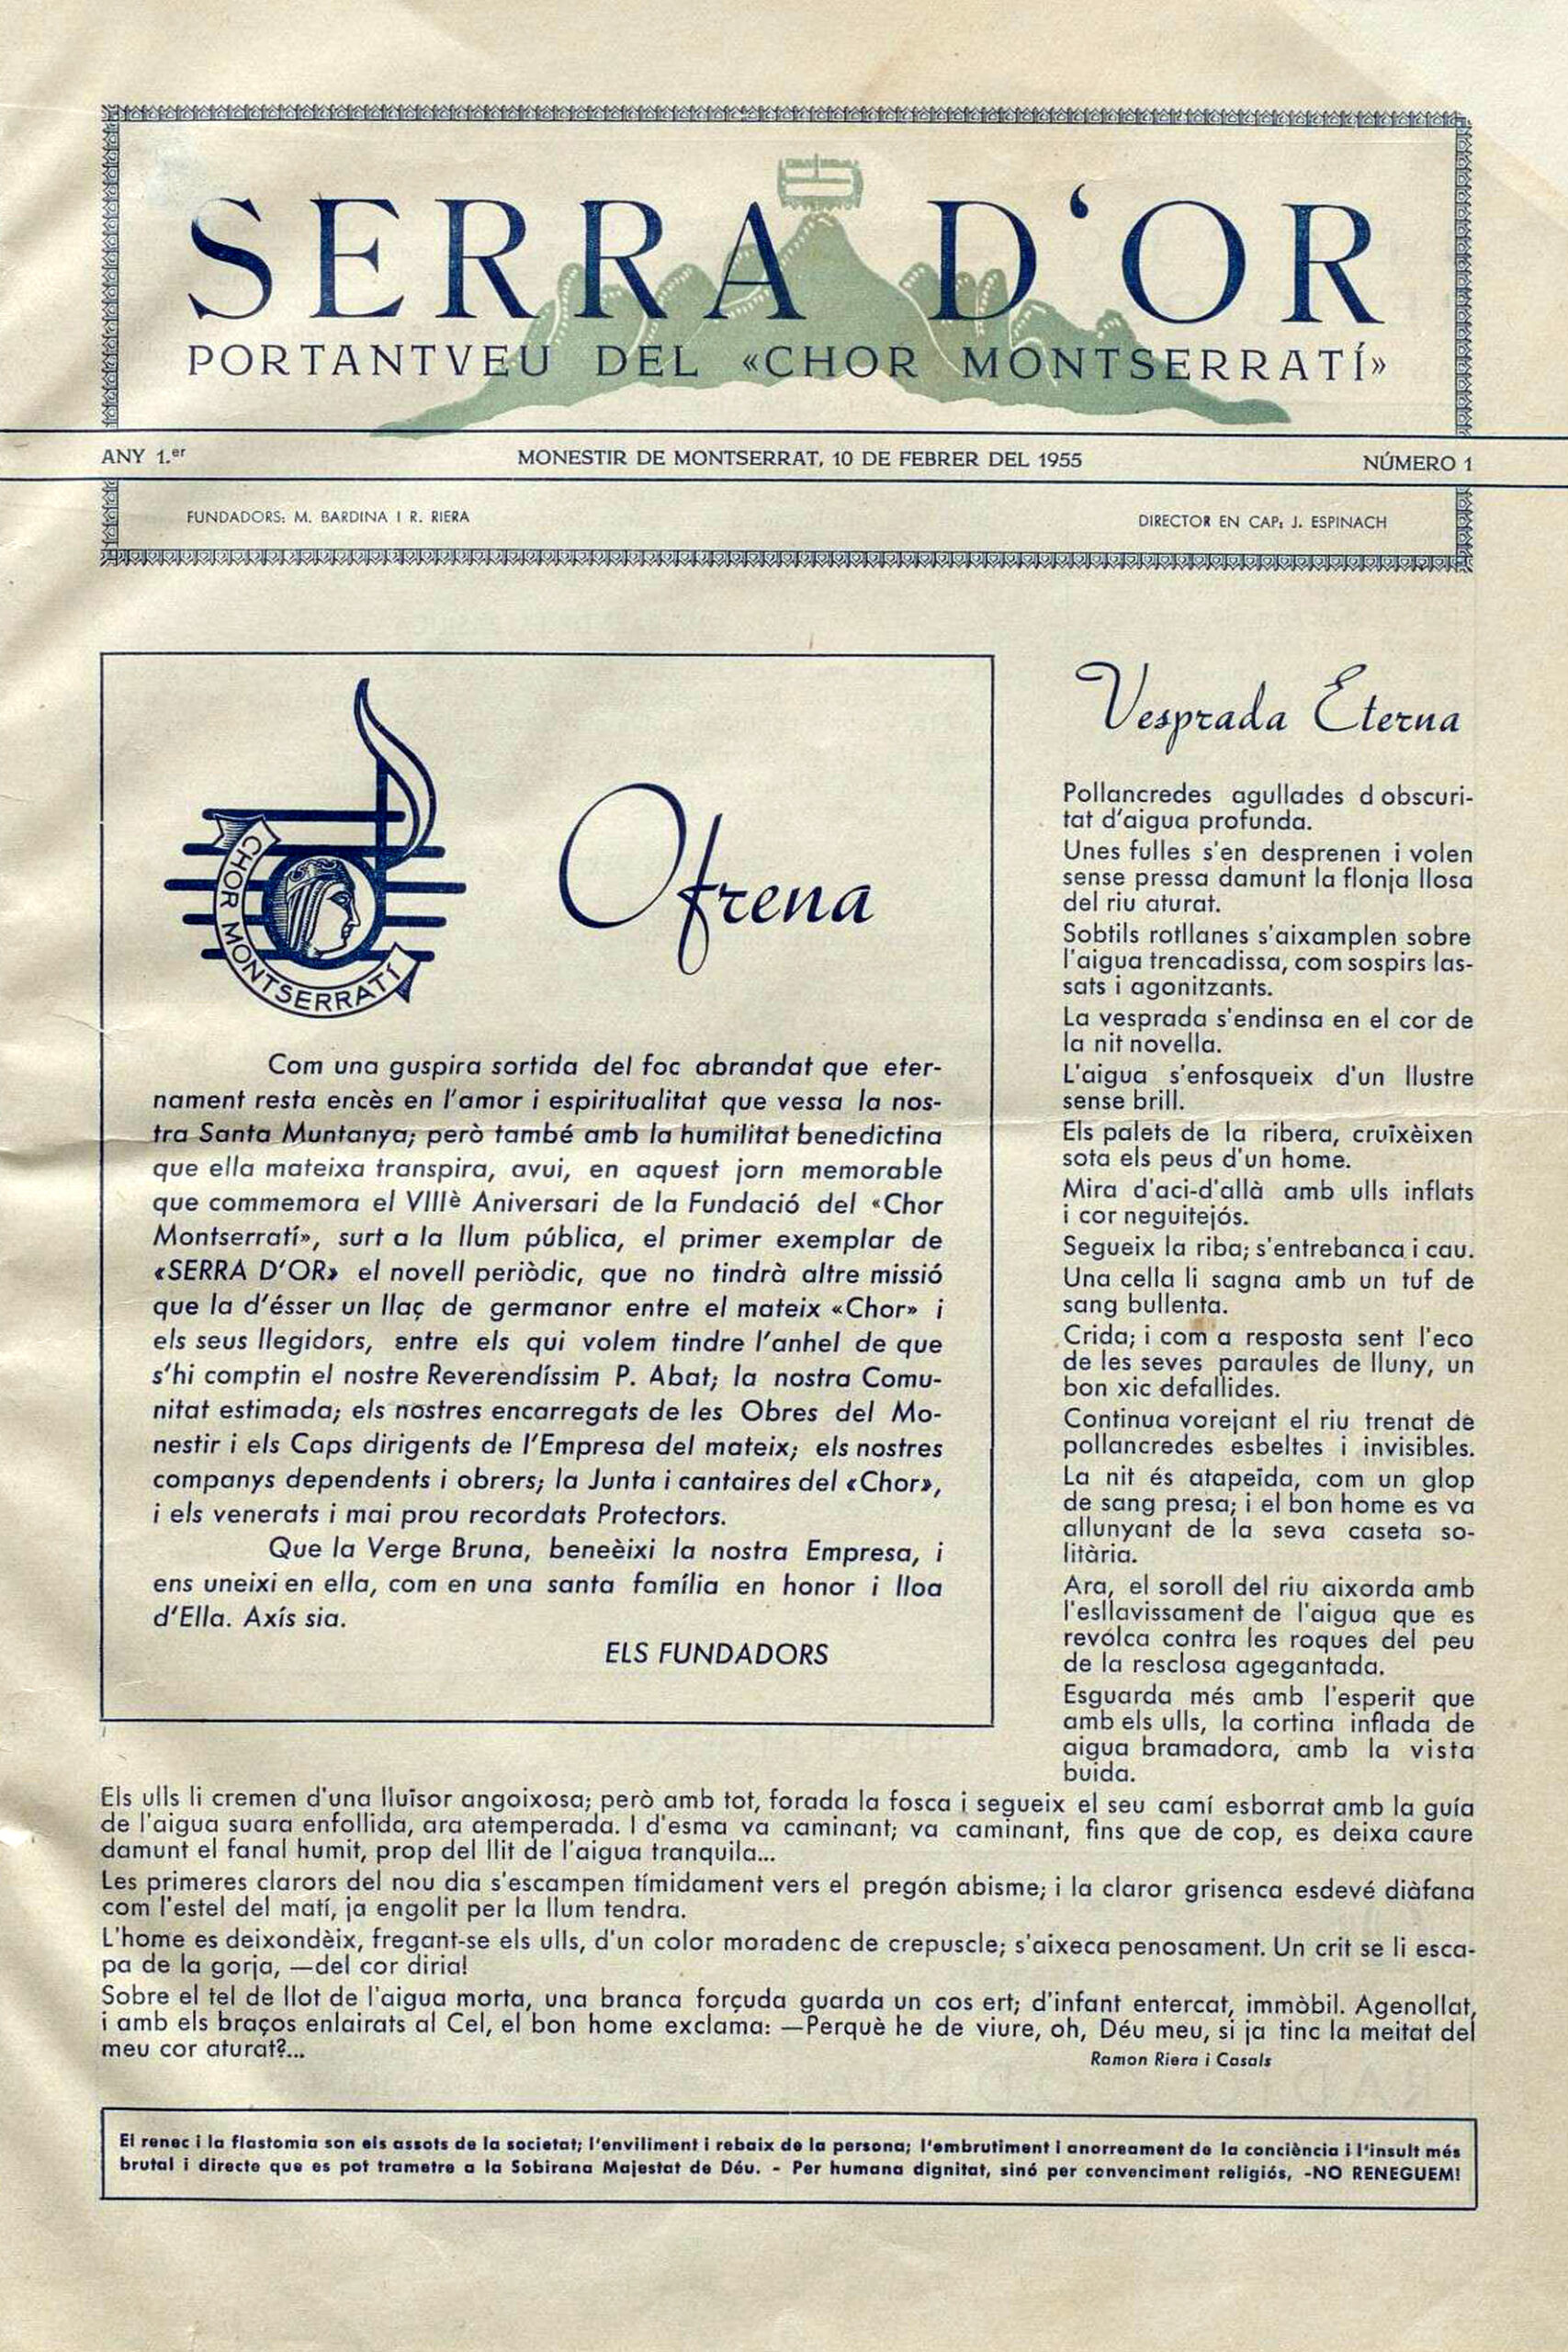 SERRA D'OR
PORTANTVEU DEL «CHOR MONTSERRATÍ»
ANY 1.er
MONESTIR DE MONTSERRAT, 10 DE FEBRER DEL 1955
NÚMERO 1
FUNDADORS: M. BARDINA I R. RIERA
DIRECTOR EN CAP: J. ESPINACH
CHOR MONTSERRATÍ
Ofrena
Com una guspira sortida del foc abrandat que eter-
nament resta encès en l'amor i espiritualitat que vessa la nos-
tra Santa Muntanya; però també amb la humilitat benedictina
que ella mateixa transpira, avui, en aquest jorn memorable
que commemora el VIIIè Aniversari de la Fundació del «Chor
Montserratí», surt a la llum pública, el primer exemplar de
«SERRA D'OR» el novell periòdic, que no tindrà altre missió
que la d'ésser un llaç de germanor entre el mateix «Chor» i
els seus llegidors, entre els qui volem tindre l'anhel de que
s'hi comptin el nostre Reverendíssim P. Abat; la nostra Comu-
nitat estimada; els nostres encarregats de les Obres del Mo-
nestir i els Caps dirigents de l'Empresa del mateix; els nostres
companys dependents i obrers; la Junta i cantaires del «Chor»,
i els venerats i mai prou recordats Protectors.
Que la Verge Bruna, beneèixi la nostra Empresa, i
ens uneixi en ella, com en una santa família en honor i lloa
d'Ella. Axís sia.
ELS FUNDADORS
Vesprada Eterna
Pollancredes agullades d obscuri-
tat d'aigua profunda.
Unes fulles s'en desprenen i volen
sense pressa damunt la flonja llosa
del riu aturat.
Sobtils rotllanes s'aixamplen sobre
l'aigua trencadissa, com sospirs las-
sats i agonitzants.
La vesprada s'endinsa en el cor de
la nit novella.
L'aigua s'enfosqueix d'un llustre
sense brill.
Els palets de la ribera, cruïxèixen
sota els peus d'un home.
Mira d'aci-d'allà amb ulls inflats
i cor neguitejós.
Segueix la riba; s'entrebanca i cau.
Una cella li sagna amb un tuf de
sang bullenta.
Crida; i com a resposta sent l'eco
de les seves paraules de lluny, un
bon xic defallides.
Continua vorejant el riu trenat de
pollancredes esbeltes i invisibles.
La nit és atapeïda, com un glop
de sang presa; i el bon home es va
allunyant de la seva caseta so-
litària.
Ara, el soroll del riu aixorda amb
l'esllavissament de l'aigua que es
revólca contra les roques del peu
de la resclosa agegantada.
Esguarda més amb l'esperit que
amb els ulls, la cortina inflada de
aigua bramadora, amb la vista
buida.
Els ulls li cremen d'una lluïsor angoixosa; però amb tot, forada la fosca i segueix el seu camí esborrat amb la guía
de l'aigua suara enfollida, ara atemperada. I d'esma va caminant; va caminant, fins que de cop, es deixa caure
damunt el fanal humit, prop del llit de l'aigua tranquila...
Les primeres clarors del nou dia s'escampen tímidament vers el pregón abisme; i la claror grisenca esdevé diàfana
com l'estel del matí, ja engolit per la llum tendra.
L'home es deixondèix, fregant-se els ulls, d'un color moradenc de crepuscle; s'aixeca penosament. Un crit se li esca-
pa de la gorja, —del cor diria!
Sobre el tel de llot de l'aigua morta, una branca forçuda guarda un cos ert; d'infant entercat, immòbil. Agenollat,
i amb els braços enlairats al Cel, el bon home exclama: —Perquè he de viure, oh, Déu meu, si ja tinc la meitat del
meu cor aturat?...
Ramon Riera i Casals
El renec i la flastomia son els assots de la societat; l'enviliment i rebaix de la persona; l'embrutiment i anorreament de la conciència i l'insult més
brutal i directe que es pot trametre a la Sobirana Majestat de Déu. - Per humana dignitat, sinó per convenciment religiós, -NO RENEGUEM!